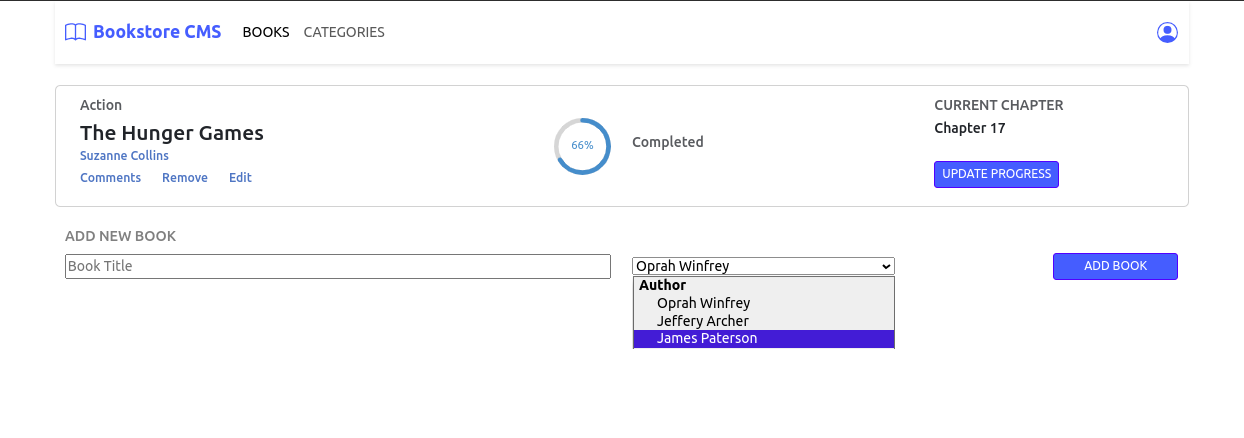 Bookstore CMS BOOKS CATEGORIES
Action
The Hunger Games
Suzanne Collins
Comments Remove Edit
66%
Completed
CURRENT CHAPTER
Chapter 17
UPDATE PROGRESS
ADD NEW BOOK
Book Title
Oprah Winfrey
Author
Oprah Winfrey
Jeffery Archer
James Paterson
ADD BOOK